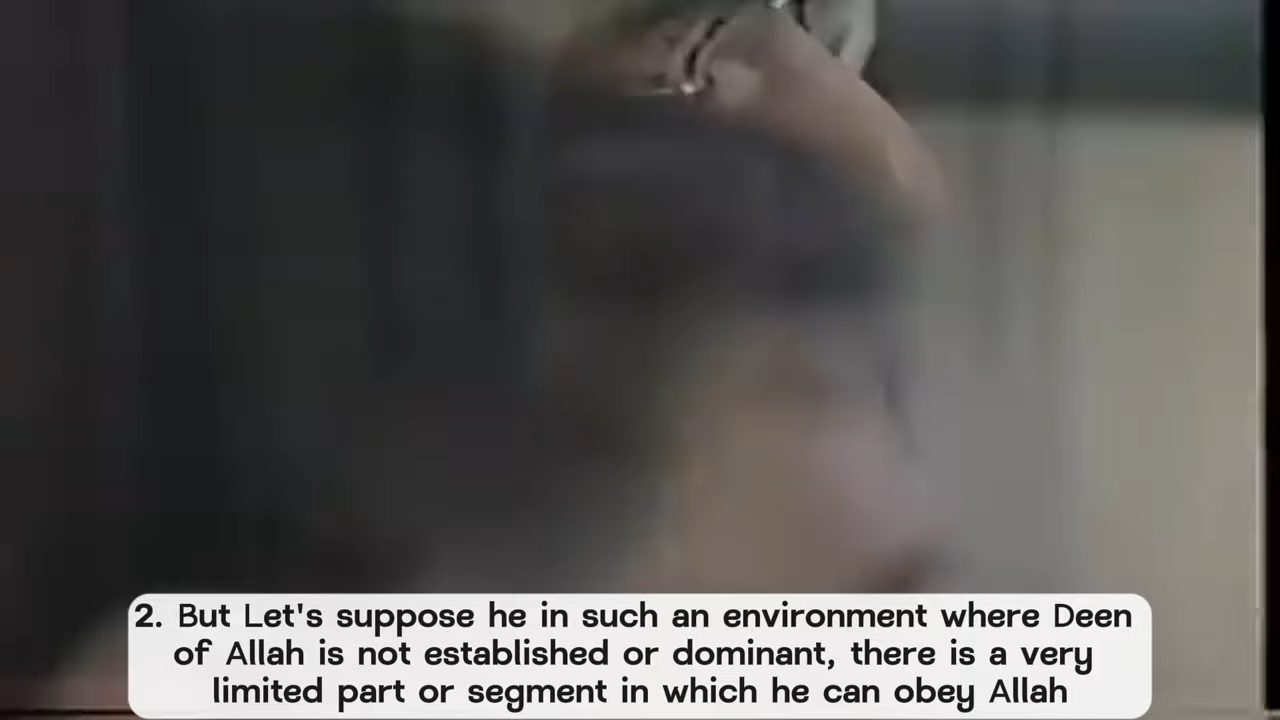 2. But Let's suppose he in such an environment where Deen
of Allah is not established or dominant, there is a very
limited part or segment in which he can obey Allah